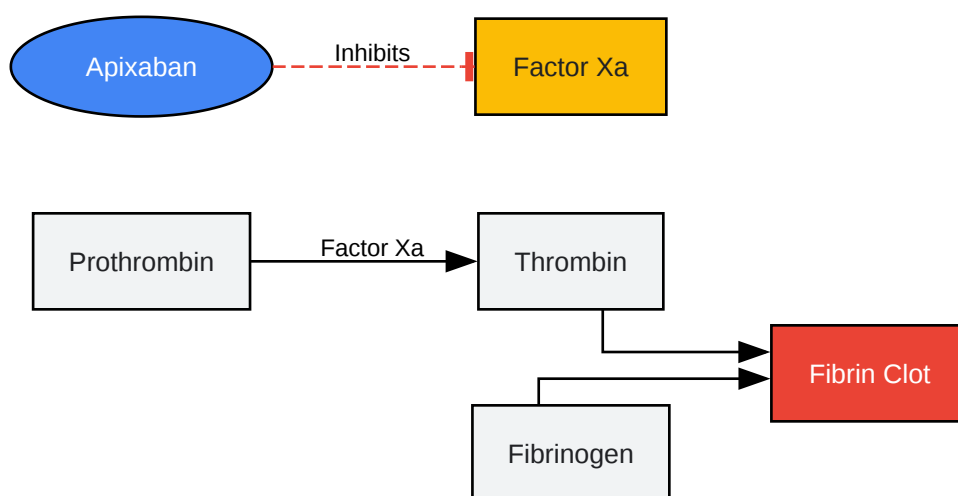 Apixaban
Inhibits
Factor Xa
Prothrombin
Factor Xa
Thrombin
Fibrin Clot
Fibrinogen